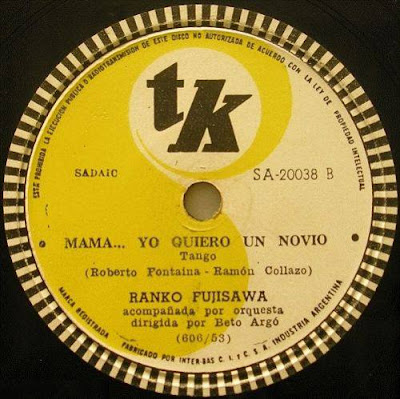 ESTA PROHIBIDA LA EJECUCION PUBLICA O RADIOTRANSMISION DE ESTE DISCO NO AUTORIZADA DE ACUERDO CON LA LEY DE PROPIEDAD INTELECTUAL
tk
SADAIC
SA-20038 B
MAMA... YO QUIERO UN NOVIO
Tango
(Roberto Fontaina - Ramón Collazo)
RANKO FUJISAWA
acompañada por orquesta
dirigida por Beto Argó
(606/53)
MARCA REGISTRADA
FABRICADO POR INTER-BAS C. I. y C. S. A. INDUSTRIA ARGENTINA